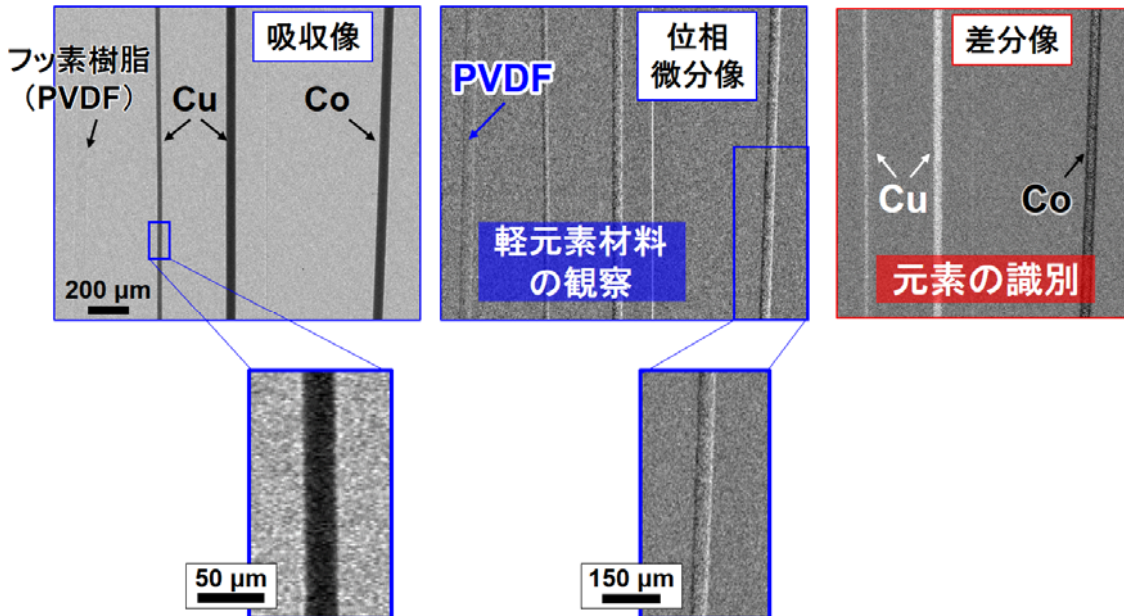 吸収像
フッ素樹脂
（PVDF）
Cu
Co
200 µm
位相
微分像
PVDF
軽元素材料
の観察
差分像
Cu
Co
元素の識別
50 µm
150 µm